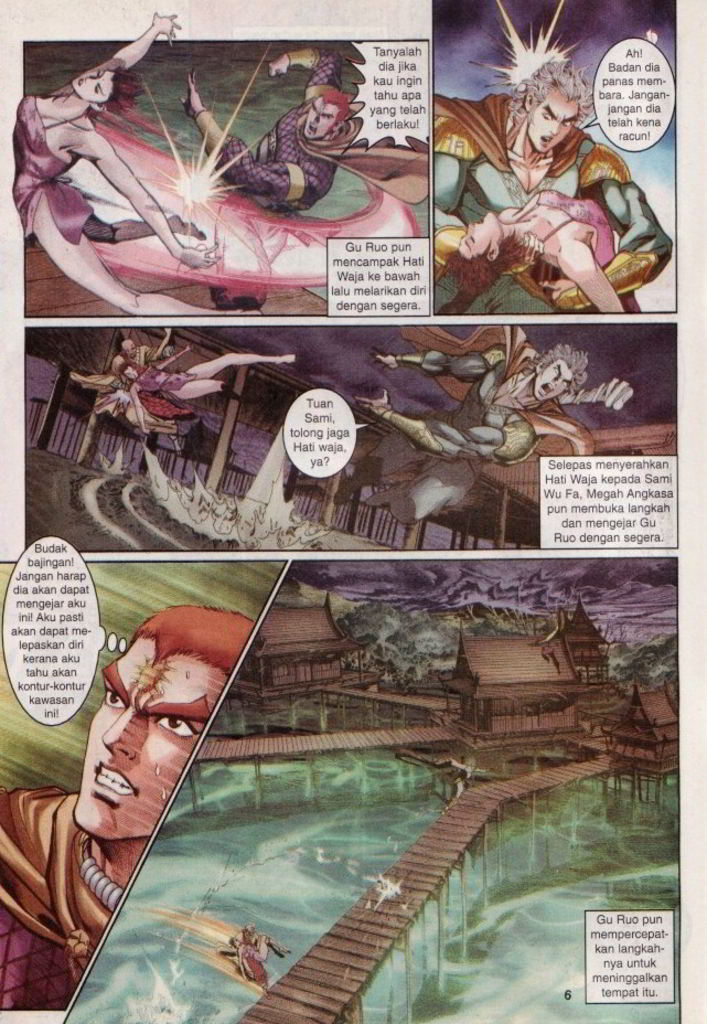 Tanyalah
dia jika
kau ingin
tahu apa
yang telah
berlaku!
Gu Ruo pun
mencampak Hati
Waja ke bawah
lalu melarikan diri
dengan segera.
Ah!
Badan dia
panas mem-
bara. Jangan-
jangan dia
telah kena
racun!
Tuan
Sami,
tolong jaga
Hati waja,
ya?
Selepas menyerahkan
Hati Waja kepada Sami
Wu Fa, Megah Angkasa
pun membuka langkah
dan mengejar Gu
Ruo dengan segera.
Budak
bajingan!
Jangan harap
dia akan dapat
mengejar aku
ini! Aku pasti
akan dapat me-
lepaskan diri
kerana aku
tahu akan
kontur-kontur
kawasan
ini!
Gu Ruo pun
mempercepat-
kan langkah-
nya untuk
meninggalkan
tempat itu.
6